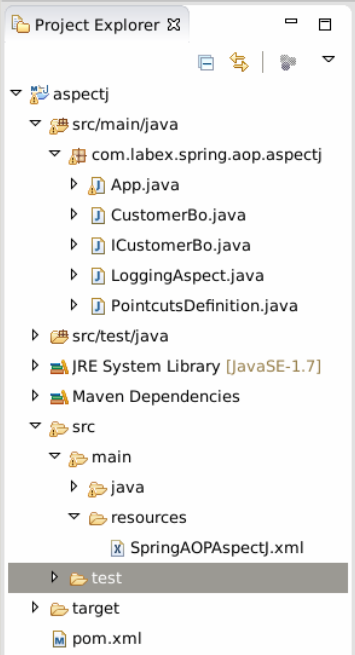 Project Explorer
aspectj
src/main/java
com.labex.spring.aop.aspectj
App.java
CustomerBo.java
ICustomerBo.java
LoggingAspect.java
PointcutsDefinition.java
src/test/java
JRE System Library [JavaSE-1.7]
Maven Dependencies
src
main
java
resources
SpringAOPAspectJ.xml
test
target
pom.xml